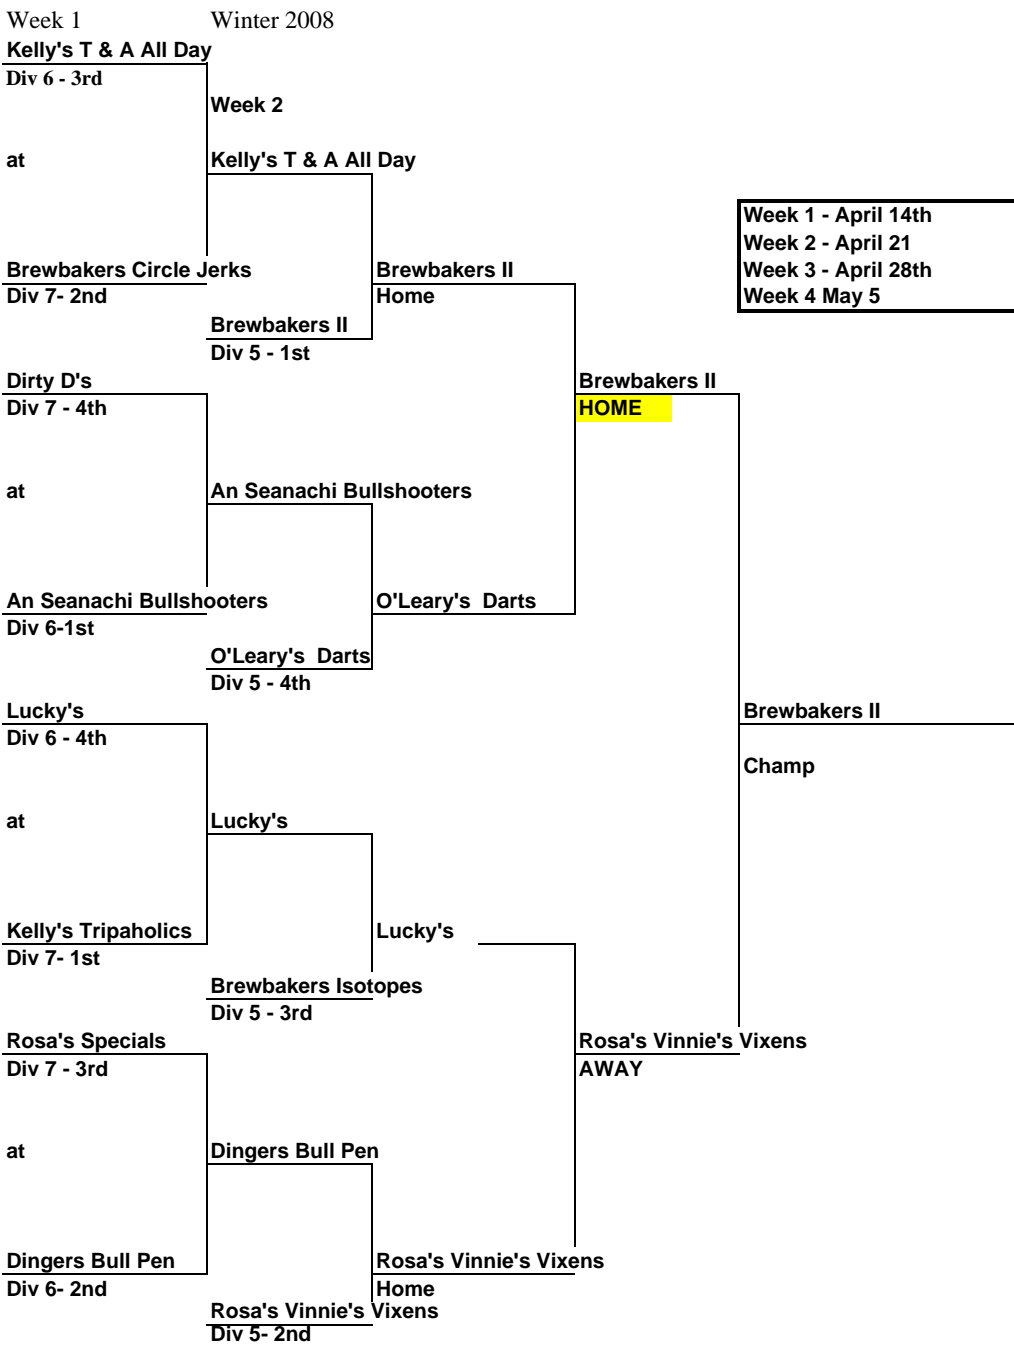 Week 1 Winter 2008
Kelly's T & A All Day
Div 6 - 3rd
Week 2
at Kelly's T & A All Day
Week 1 - April 14th
Week 2 - April 21
Brewbakers Circle Jerks Brewbakers II Week 3 - April 28th
Div 7- 2nd Home Week 4 May 5
Brewbakers II
Div 5 - 1st
Dirty D's Brewbakers II
Div 7 - 4th HOME
at An Seanachi Bullshooters
An Seanachi Bullshooters O'Leary's Darts
Div 6-1st
O'Leary's Darts
Div 5 - 4th
Lucky's Brewbakers II
Div 6 - 4th
Champ
at Lucky's
Kelly's Tripaholics Lucky's
Div 7- 1st
Brewbakers Isotopes
Div 5 - 3rd
Rosa's Specials Rosa's Vinnie's Vixens
Div 7 - 3rd AWAY
at Dingers Bull Pen
Dingers Bull Pen Rosa's Vinnie's Vixens
Div 6- 2nd Home
Rosa's Vinnie's Vixens
Div 5- 2nd